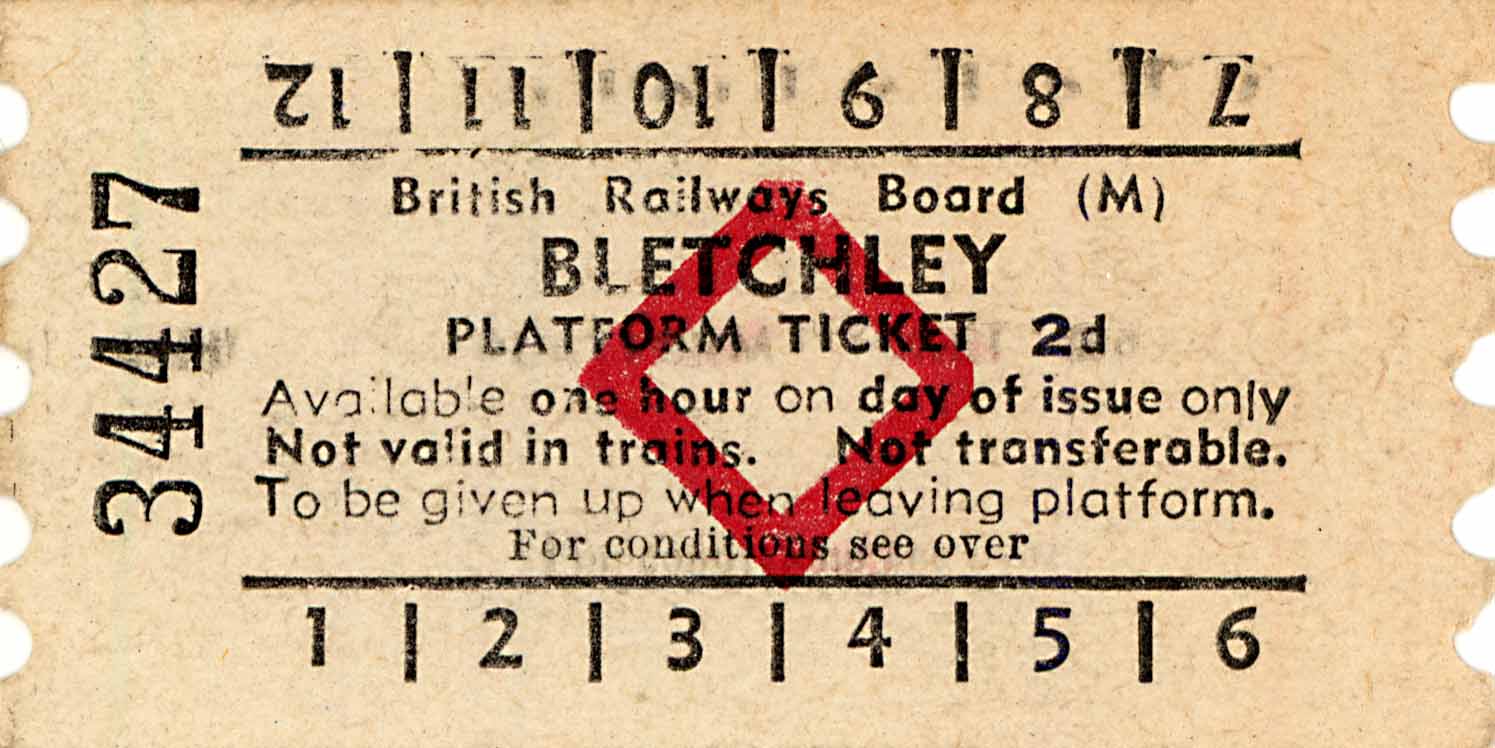 12 | 11 | 10 | 9 | 8 | 7
British Railways Board (M)
BLETCHLEY
PLATFORM TICKET 2d
Available one hour on day of issue only
Not valid in trains. Not transferable.
To be given up when leaving platform.
For conditions see over
1 | 2 | 3 | 4 | 5 | 6
34427